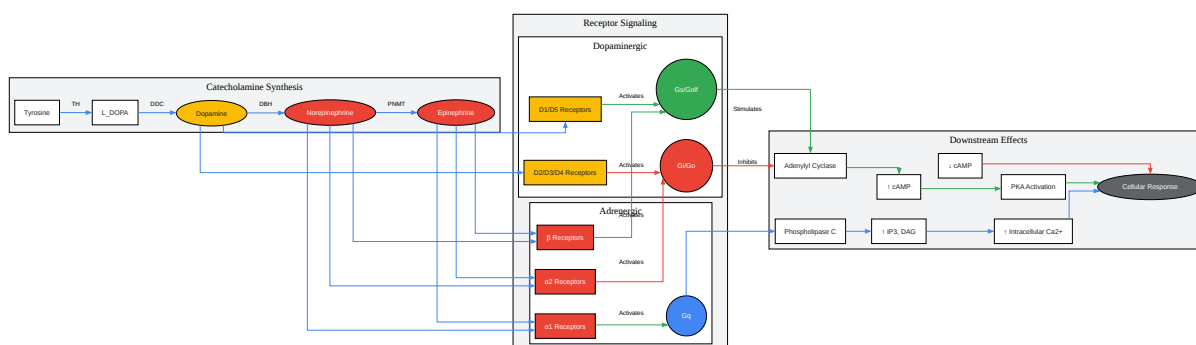 Receptor Signaling
Dopaminergic
Catecholamine Synthesis
Tyrosine
TH
L_DOPA
DDC
Dopamine
DBH
Norepinephrine
PNMT
Epinephrine
D1/D5 Receptors
Activates
Gs/Golf
Stimulates
D2/D3/D4 Receptors
Activates
Gi/Go
Inhibits
Adrenergic
Activates
β Receptors
α2 Receptors
Activates
α1 Receptors
Activates
Gq
Downstream Effects
Adenylyl Cyclase
↓ cAMP
↑ cAMP
PKA Activation
Cellular Response
Phospholipase C
↑ IP3, DAG
↑ Intracellular Ca2+